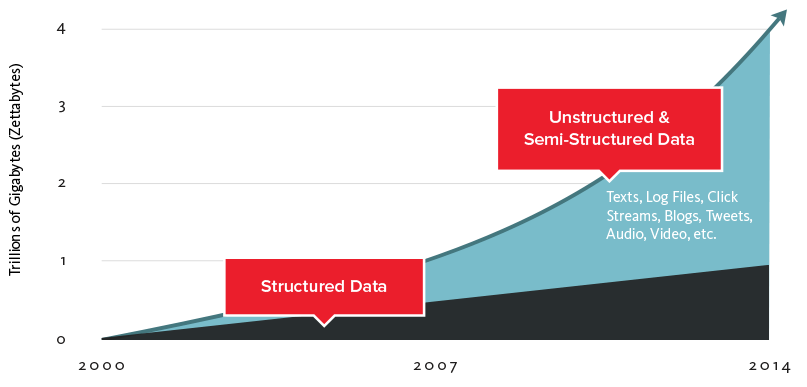 Trillions of Gigabytes (Zettabytes)
4
3
2
1
0
Unstructured &
Semi-Structured Data
Texts, Log Files, Click
Streams, Blogs, Tweets,
Audio, Video, etc.
Structured Data
2000
2007
2014